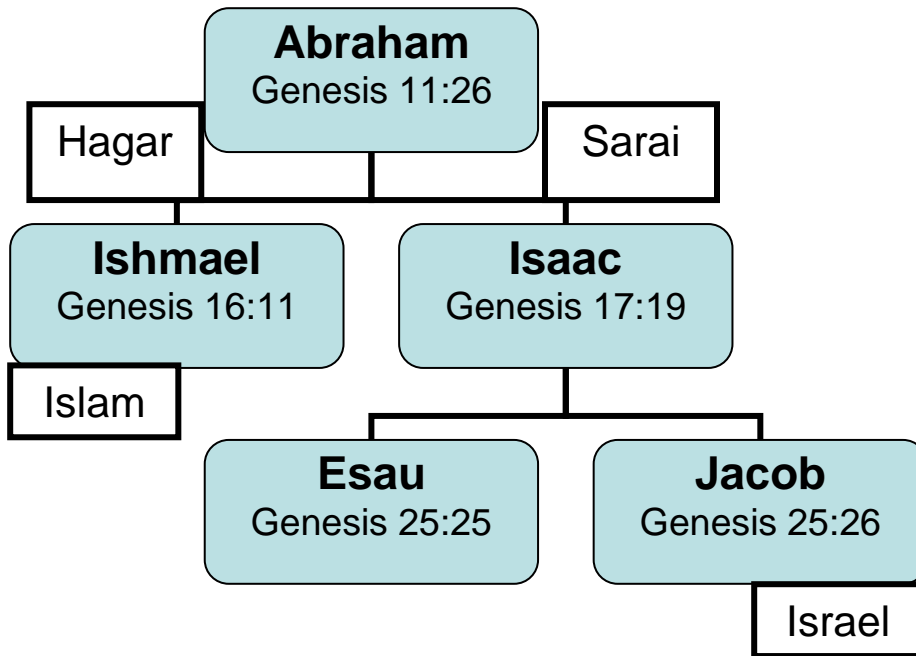 Abraham
Genesis 11:26
Hagar
Sarai
Ishmael
Genesis 16:11
Isaac
Genesis 17:19
Islam
Esau
Genesis 25:25
Jacob
Genesis 25:26
Israel